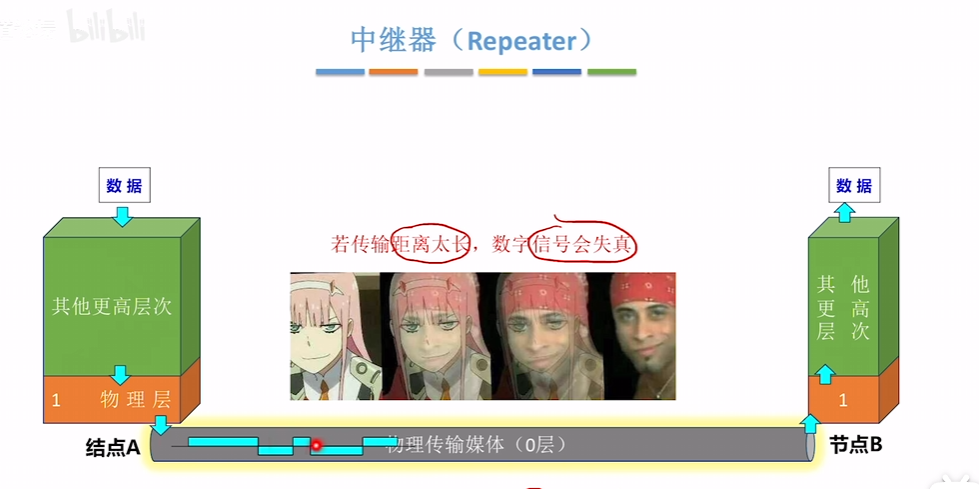 bilibili
中继器（Repeater）
数据
数据
若传输距离太长，数字信号会失真
其他更高层次
其他
更高
层次
1 物理层
1
结点A
物理传输媒体（0层）
节点B